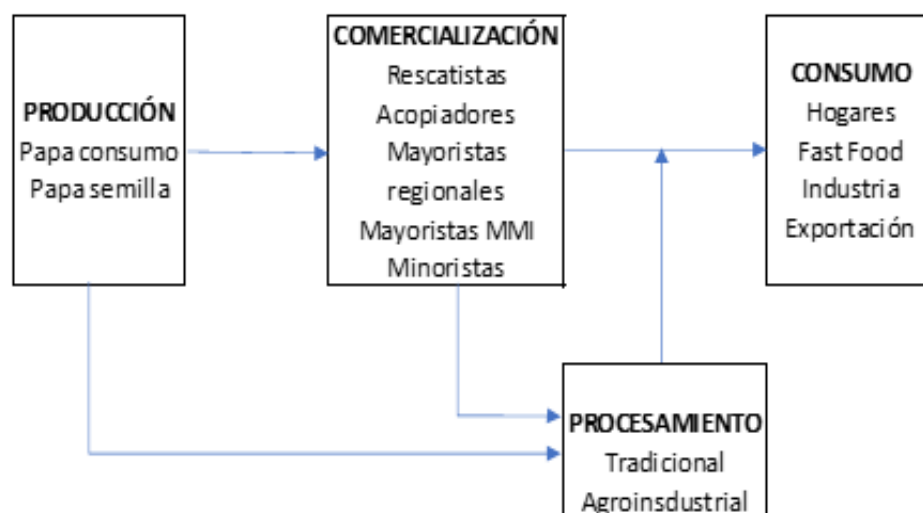 PRODUCCIÓN
Papa consumo
Papa semilla
COMERCIALIZACIÓN
Rescatistas
Acopiadores
Mayoristas
regionales
Mayoristas MMI
Minoristas
CONSUMO
Hogares
Fast Food
Industria
Exportación
PROCESAMIENTO
Tradicional
Agroinsdustrial